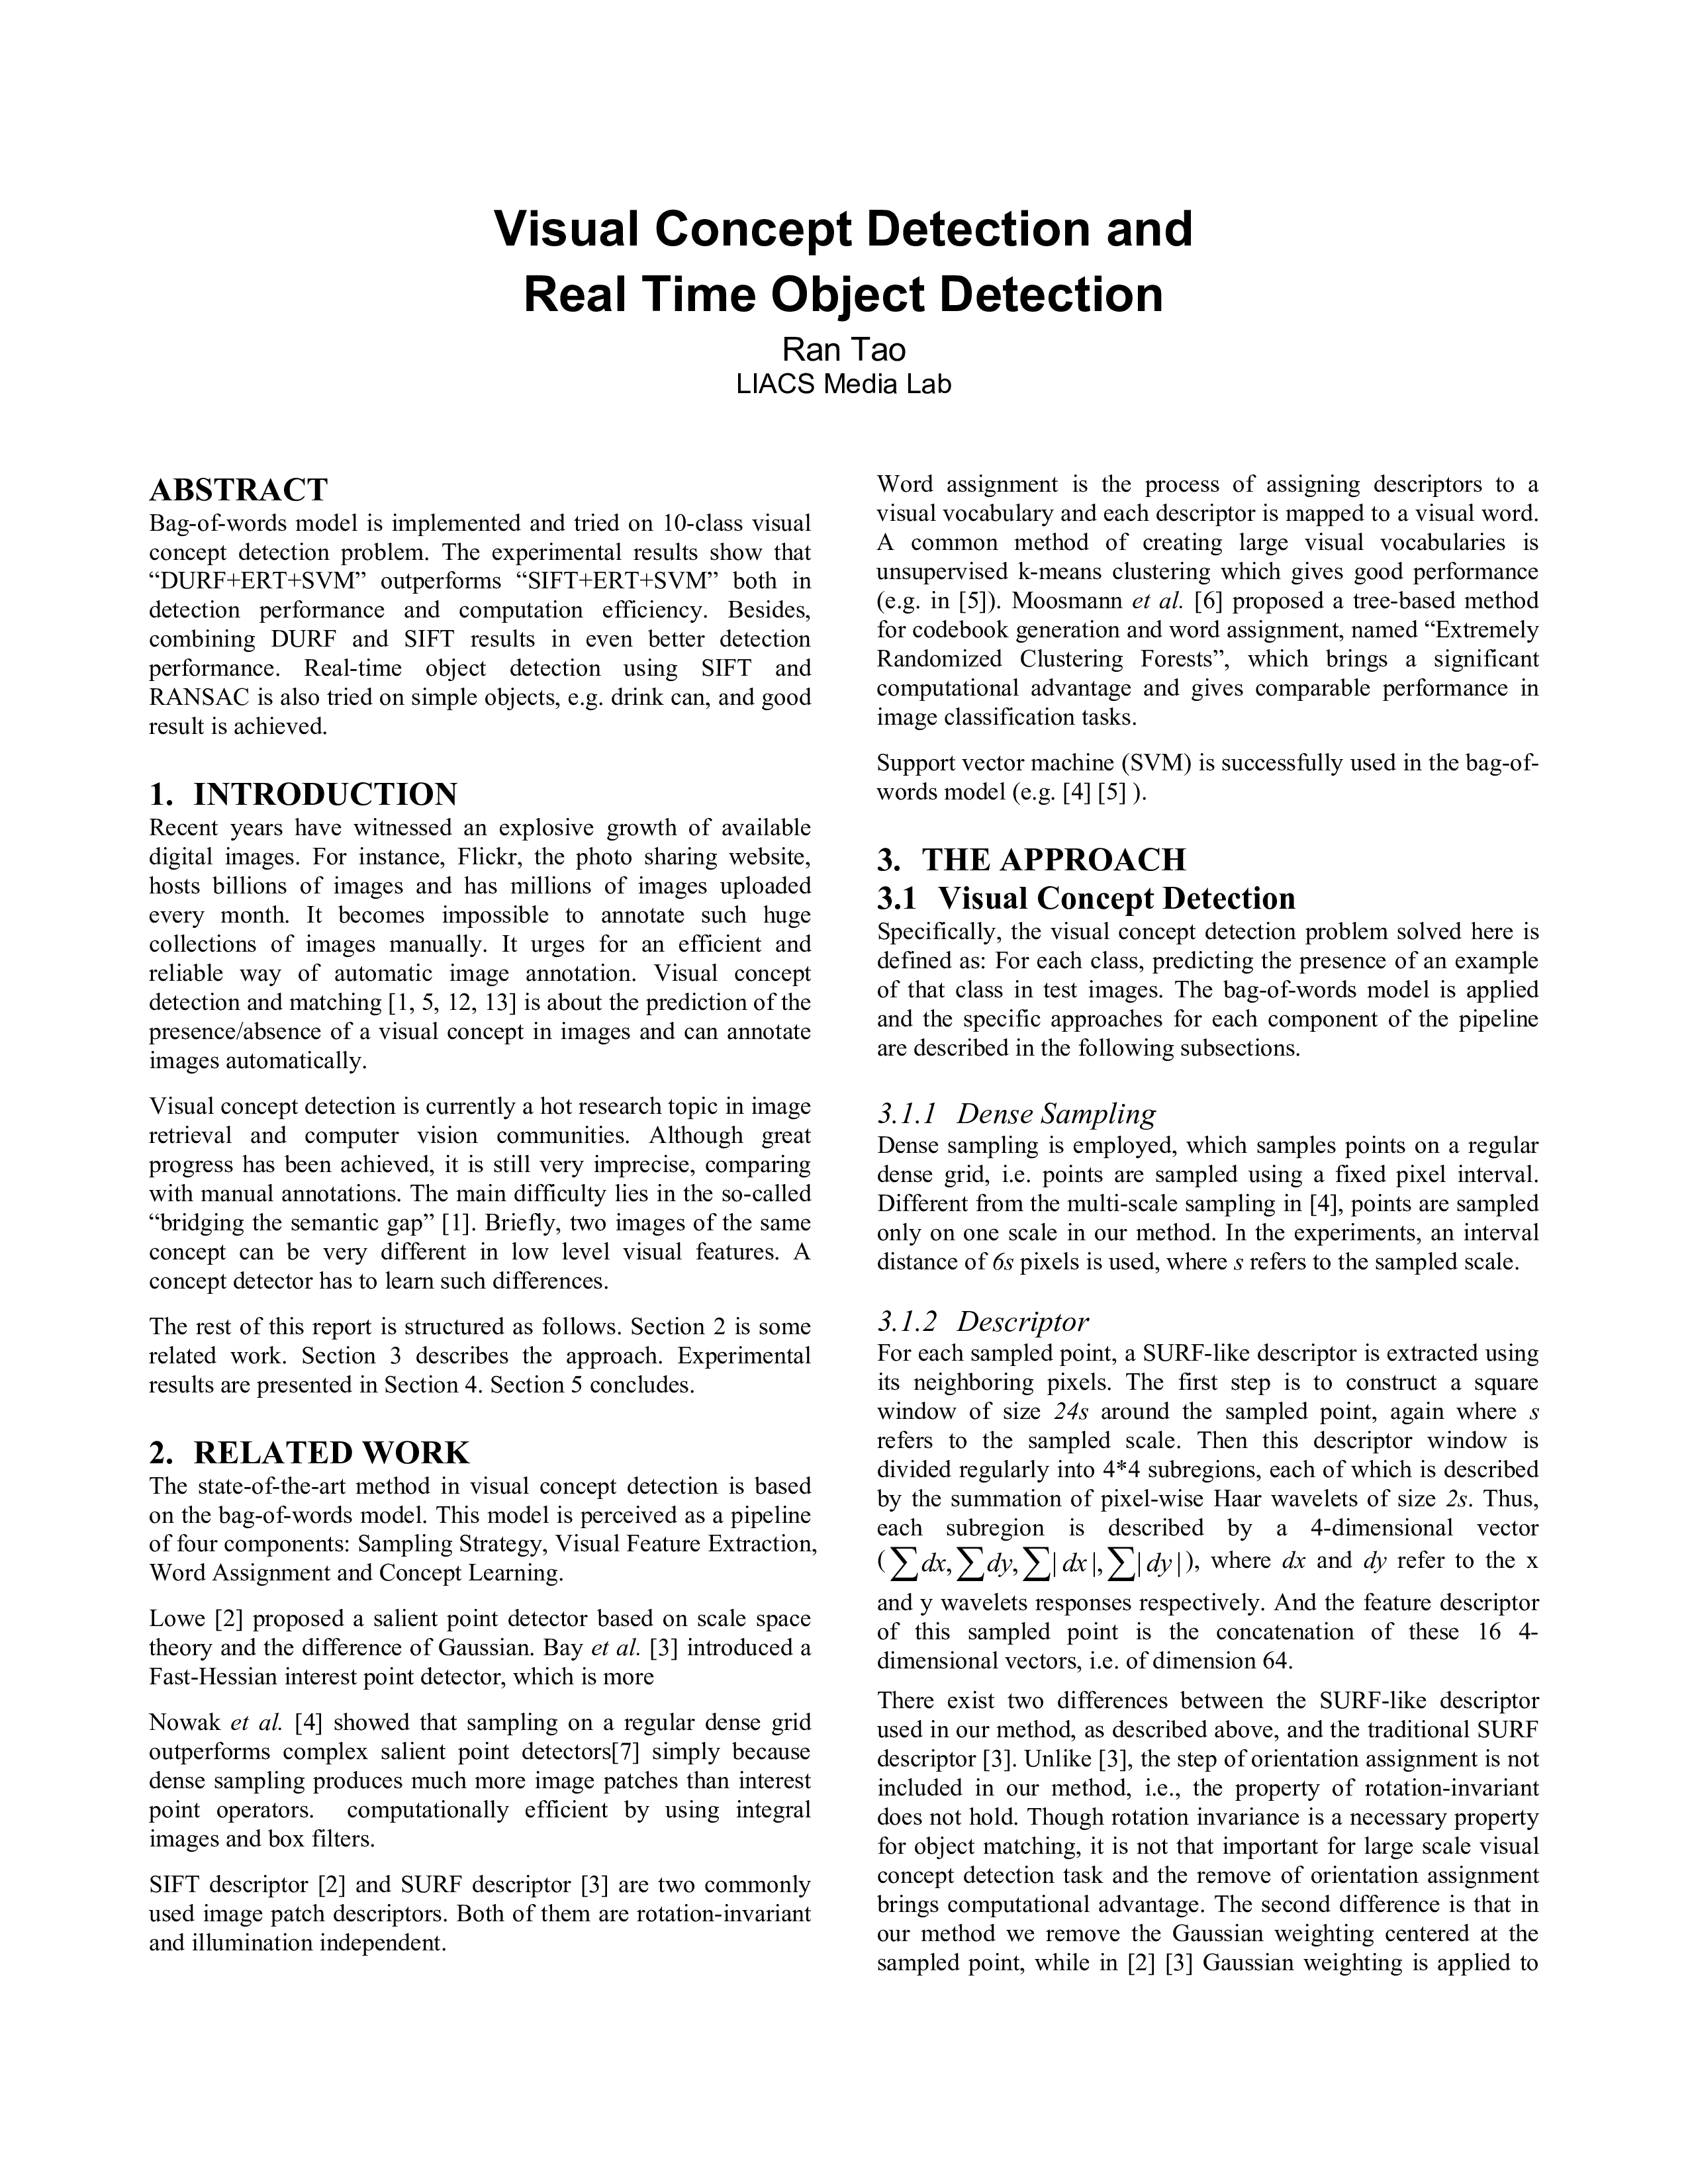 Visual Concept Detection and
Real Time Object Detection
Ran Tao
LIACS Media Lab
ABSTRACT
Bag-of-words model is implemented and tried on 10-class visual
concept detection problem. The experimental results show that
“DURF+ERT+SVM” outperforms “SIFT+ERT+SVM” both in
detection performance and computation efficiency. Besides,
combining DURF and SIFT results in even better detection
performance. Real-time object detection using SIFT and
RANSAC is also tried on simple objects, e.g. drink can, and good
result is achieved.
1. INTRODUCTION
Recent years have witnessed an explosive growth of available
digital images. For instance, Flickr, the photo sharing website,
hosts billions of images and has millions of images uploaded
every month. It becomes impossible to annotate such huge
collections of images manually. It urges for an efficient and
reliable way of automatic image annotation. Visual concept
detection and matching [1, 5, 12, 13] is about the prediction of the
presence/absence of a visual concept in images and can annotate
images automatically.
Visual concept detection is currently a hot research topic in image
retrieval and computer vision communities. Although great
progress has been achieved, it is still very imprecise, comparing
with manual annotations. The main difficulty lies in the so-called
“bridging the semantic gap” [1]. Briefly, two images of the same
concept can be very different in low level visual features. A
concept detector has to learn such differences.
The rest of this report is structured as follows. Section 2 is some
related work. Section 3 describes the approach. Experimental
results are presented in Section 4. Section 5 concludes.
2. RELATED WORK
The state-of-the-art method in visual concept detection is based
on the bag-of-words model. This model is perceived as a pipeline
of four components: Sampling Strategy, Visual Feature Extraction,
Word Assignment and Concept Learning.
Lowe [2] proposed a salient point detector based on scale space
theory and the difference of Gaussian. Bay et al. [3] introduced a
Fast-Hessian interest point detector, which is more
Nowak et al. [4] showed that sampling on a regular dense grid
outperforms complex salient point detectors[7] simply because
dense sampling produces much more image patches than interest
point operators. computationally efficient by using integral
images and box filters.
SIFT descriptor [2] and SURF descriptor [3] are two commonly
used image patch descriptors. Both of them are rotation-invariant
and illumination independent.
Word assignment is the process of assigning descriptors to a
visual vocabulary and each descriptor is mapped to a visual word.
A common method of creating large visual vocabularies is
unsupervised k-means clustering which gives good performance
(e.g. in [5]). Moosmann et al. [6] proposed a tree-based method
for codebook generation and word assignment, named “Extremely
Randomized Clustering Forests”, which brings a significant
computational advantage and gives comparable performance in
image classification tasks.
Support vector machine (SVM) is successfully used in the bag-of-
words model (e.g. [4] [5] ).
3. THE APPROACH
3.1 Visual Concept Detection
Specifically, the visual concept detection problem solved here is
defined as: For each class, predicting the presence of an example
of that class in test images. The bag-of-words model is applied
and the specific approaches for each component of the pipeline
are described in the following subsections.
3.1.1 Dense Sampling
Dense sampling is employed, which samples points on a regular
dense grid, i.e. points are sampled using a fixed pixel interval.
Different from the multi-scale sampling in [4], points are sampled
only on one scale in our method. In the experiments, an interval
distance of 6s pixels is used, where s refers to the sampled scale.
3.1.2 Descriptor
For each sampled point, a SURF-like descriptor is extracted using
its neighboring pixels. The first step is to construct a square
window of size 24s around the sampled point, again where s
refers to the sampled scale. Then this descriptor window is
divided regularly into 4*4 subregions, each of which is described
by the summation of pixel-wise Haar wavelets of size 2s. Thus,
each subregion is described by a 4-dimensional vector
(∑dx,∑dy,∑|dx|,∑|dy|), where dx and dy refer to the x
and y wavelets responses respectively. And the feature descriptor
of this sampled point is the concatenation of these 16 4-
dimensional vectors, i.e. of dimension 64.
There exist two differences between the SURF-like descriptor
used in our method, as described above, and the traditional SURF
descriptor [3]. Unlike [3], the step of orientation assignment is not
included in our method, i.e., the property of rotation-invariant
does not hold. Though rotation invariance is a necessary property
for object matching, it is not that important for large scale visual
concept detection task and the remove of orientation assignment
brings computational advantage. The second difference is that in
our method we remove the Gaussian weighting centered at the
sampled point, while in [2] [3] Gaussian weighting is applied to